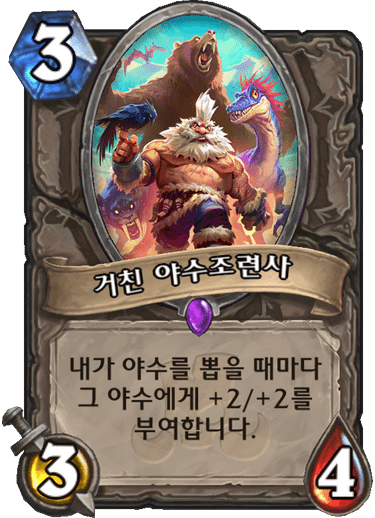 3
거친 야수조련사
내가 야수를 뽑을 때마다
그 야수에게 +2/+2를
부여합니다.
3
4